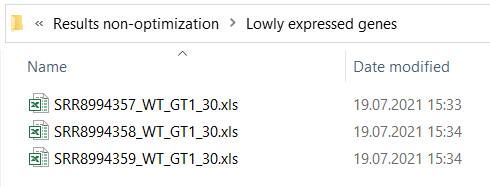 « Results non-optimization > Lowly expressed genes
Name Date modified
SRR8994357_WT_GT1_30.xls 19.07.2021 15:33
SRR8994358_WT_GT1_30.xls 19.07.2021 15:34
SRR8994359_WT_GT1_30.xls 19.07.2021 15:34